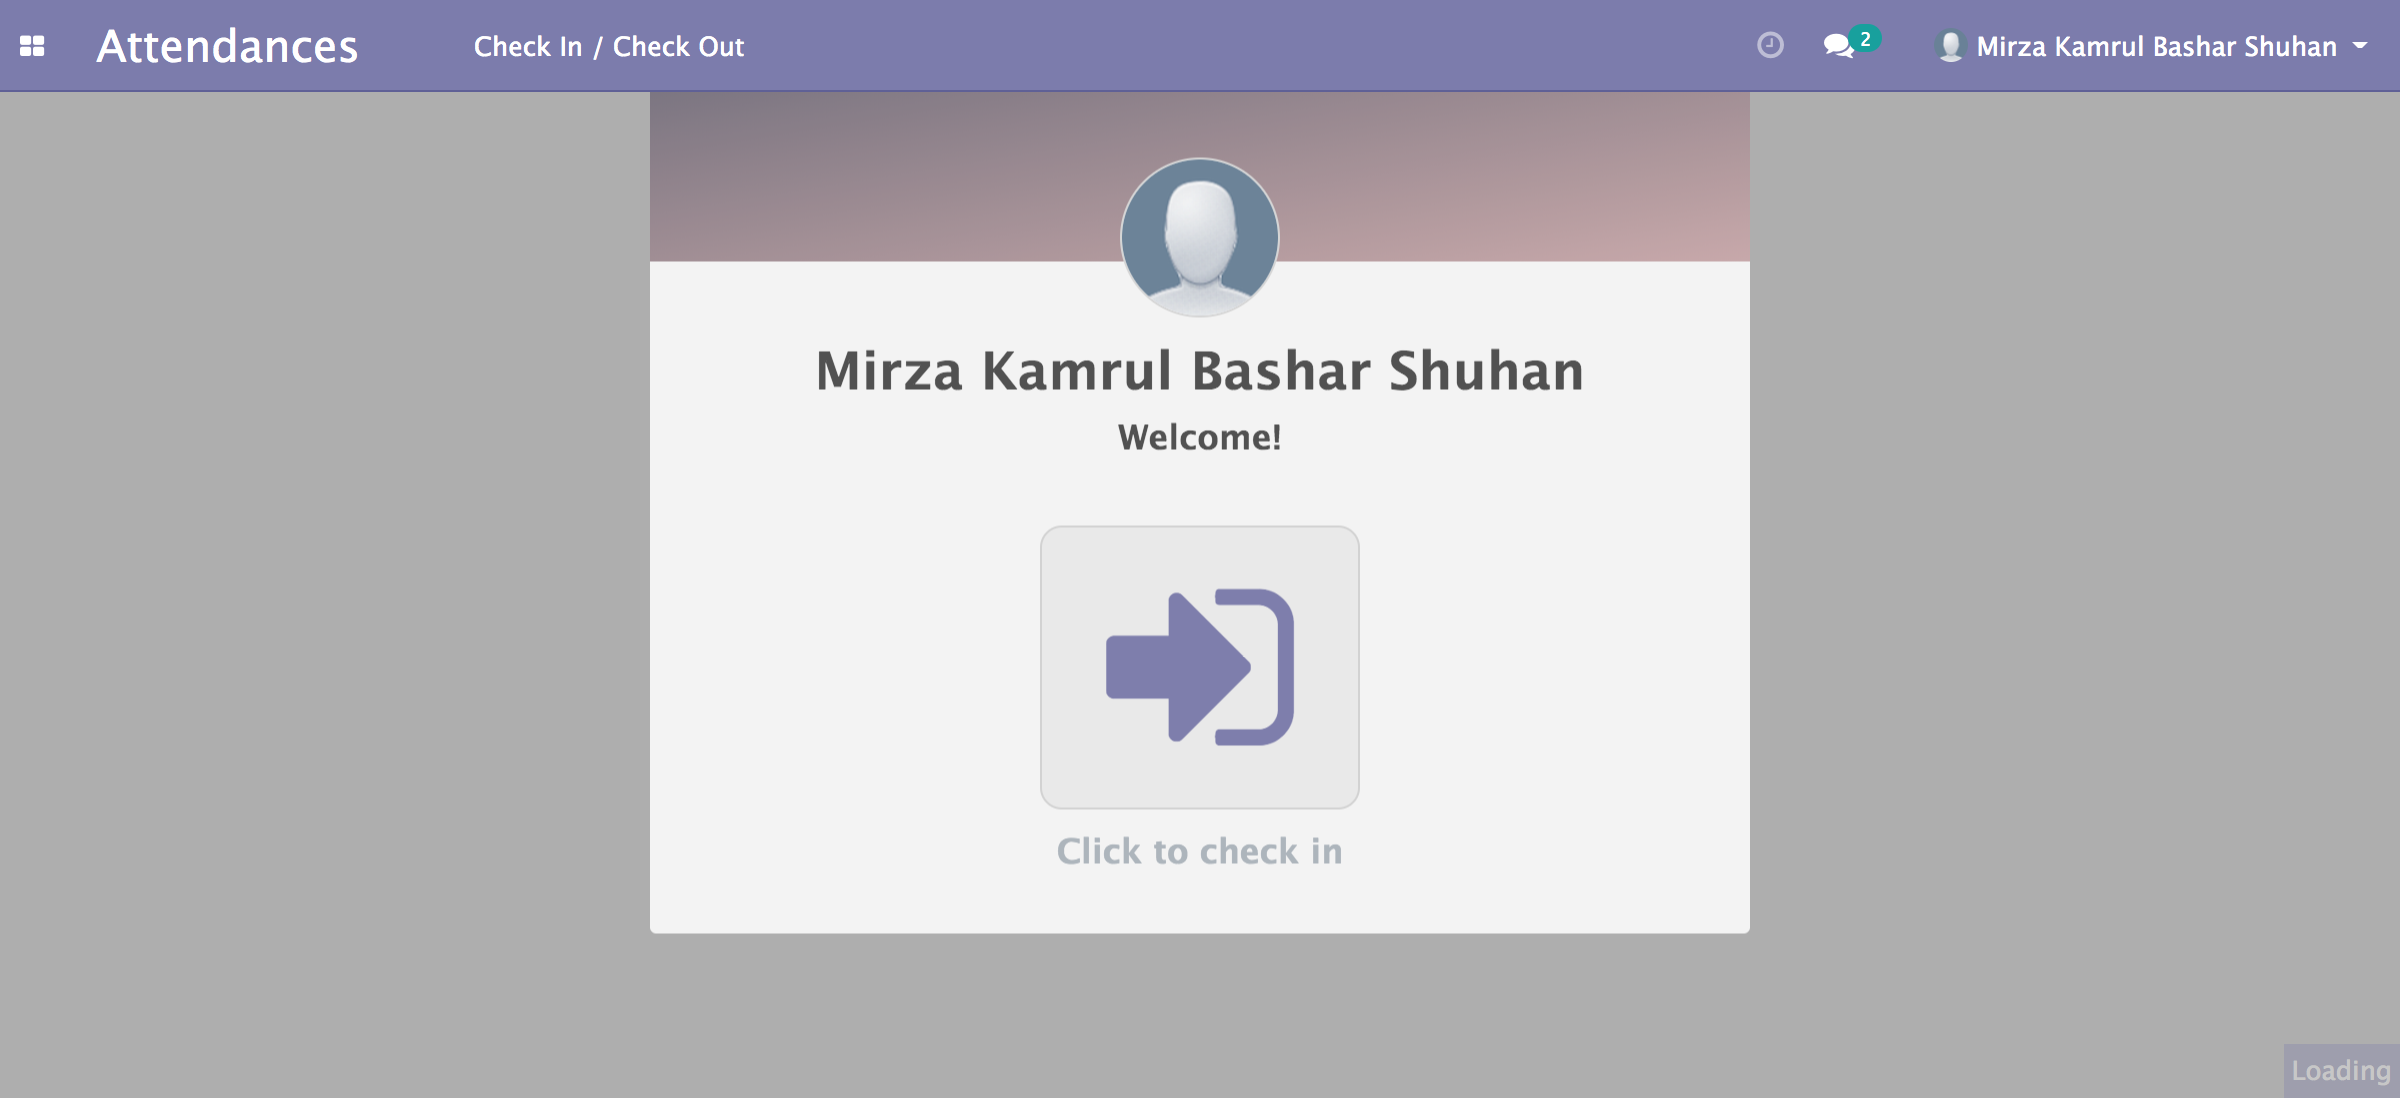 Attendances
Check In / Check Out
2
Mirza Kamrul Bashar Shuhan
Mirza Kamrul Bashar Shuhan
Welcome!
Click to check in
Loading